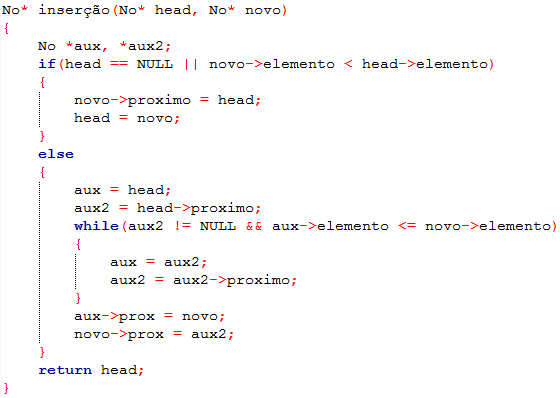 No* inserção(No* head, No* novo)
{
    No *aux, *aux2;
    if(head == NULL || novo->elemento < head->elemento)
    {
        novo->proximo = head;
        head = novo;
    }
    else
    {
        aux = head;
        aux2 = head->proximo;
        while(aux2 != NULL && aux->elemento <= novo->elemento)
        {
            aux = aux2;
            aux2 = aux2->proximo;
        }
        aux->prox = novo;
        novo->prox = aux2;
    }
    return head;
}